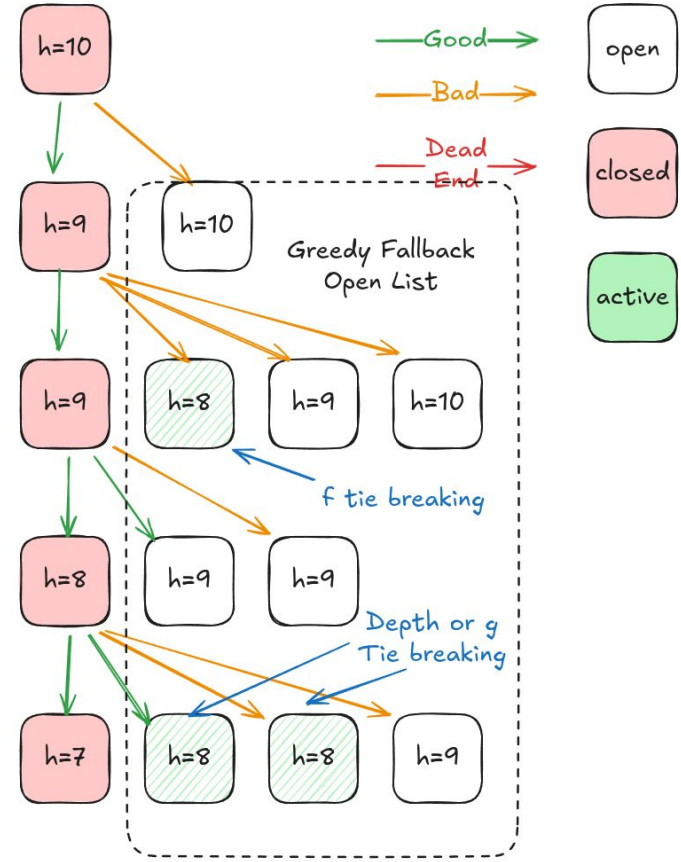 h=10
Good
open
Bad
Dead
End
closed
h=9
h=10
Greedy Fallback
Open List
active
h=9
h=8
h=9
h=10
f tie breaking
h=8
h=9
h=9
Depth or g
Tie breaking
h=7
h=8
h=8
h=9